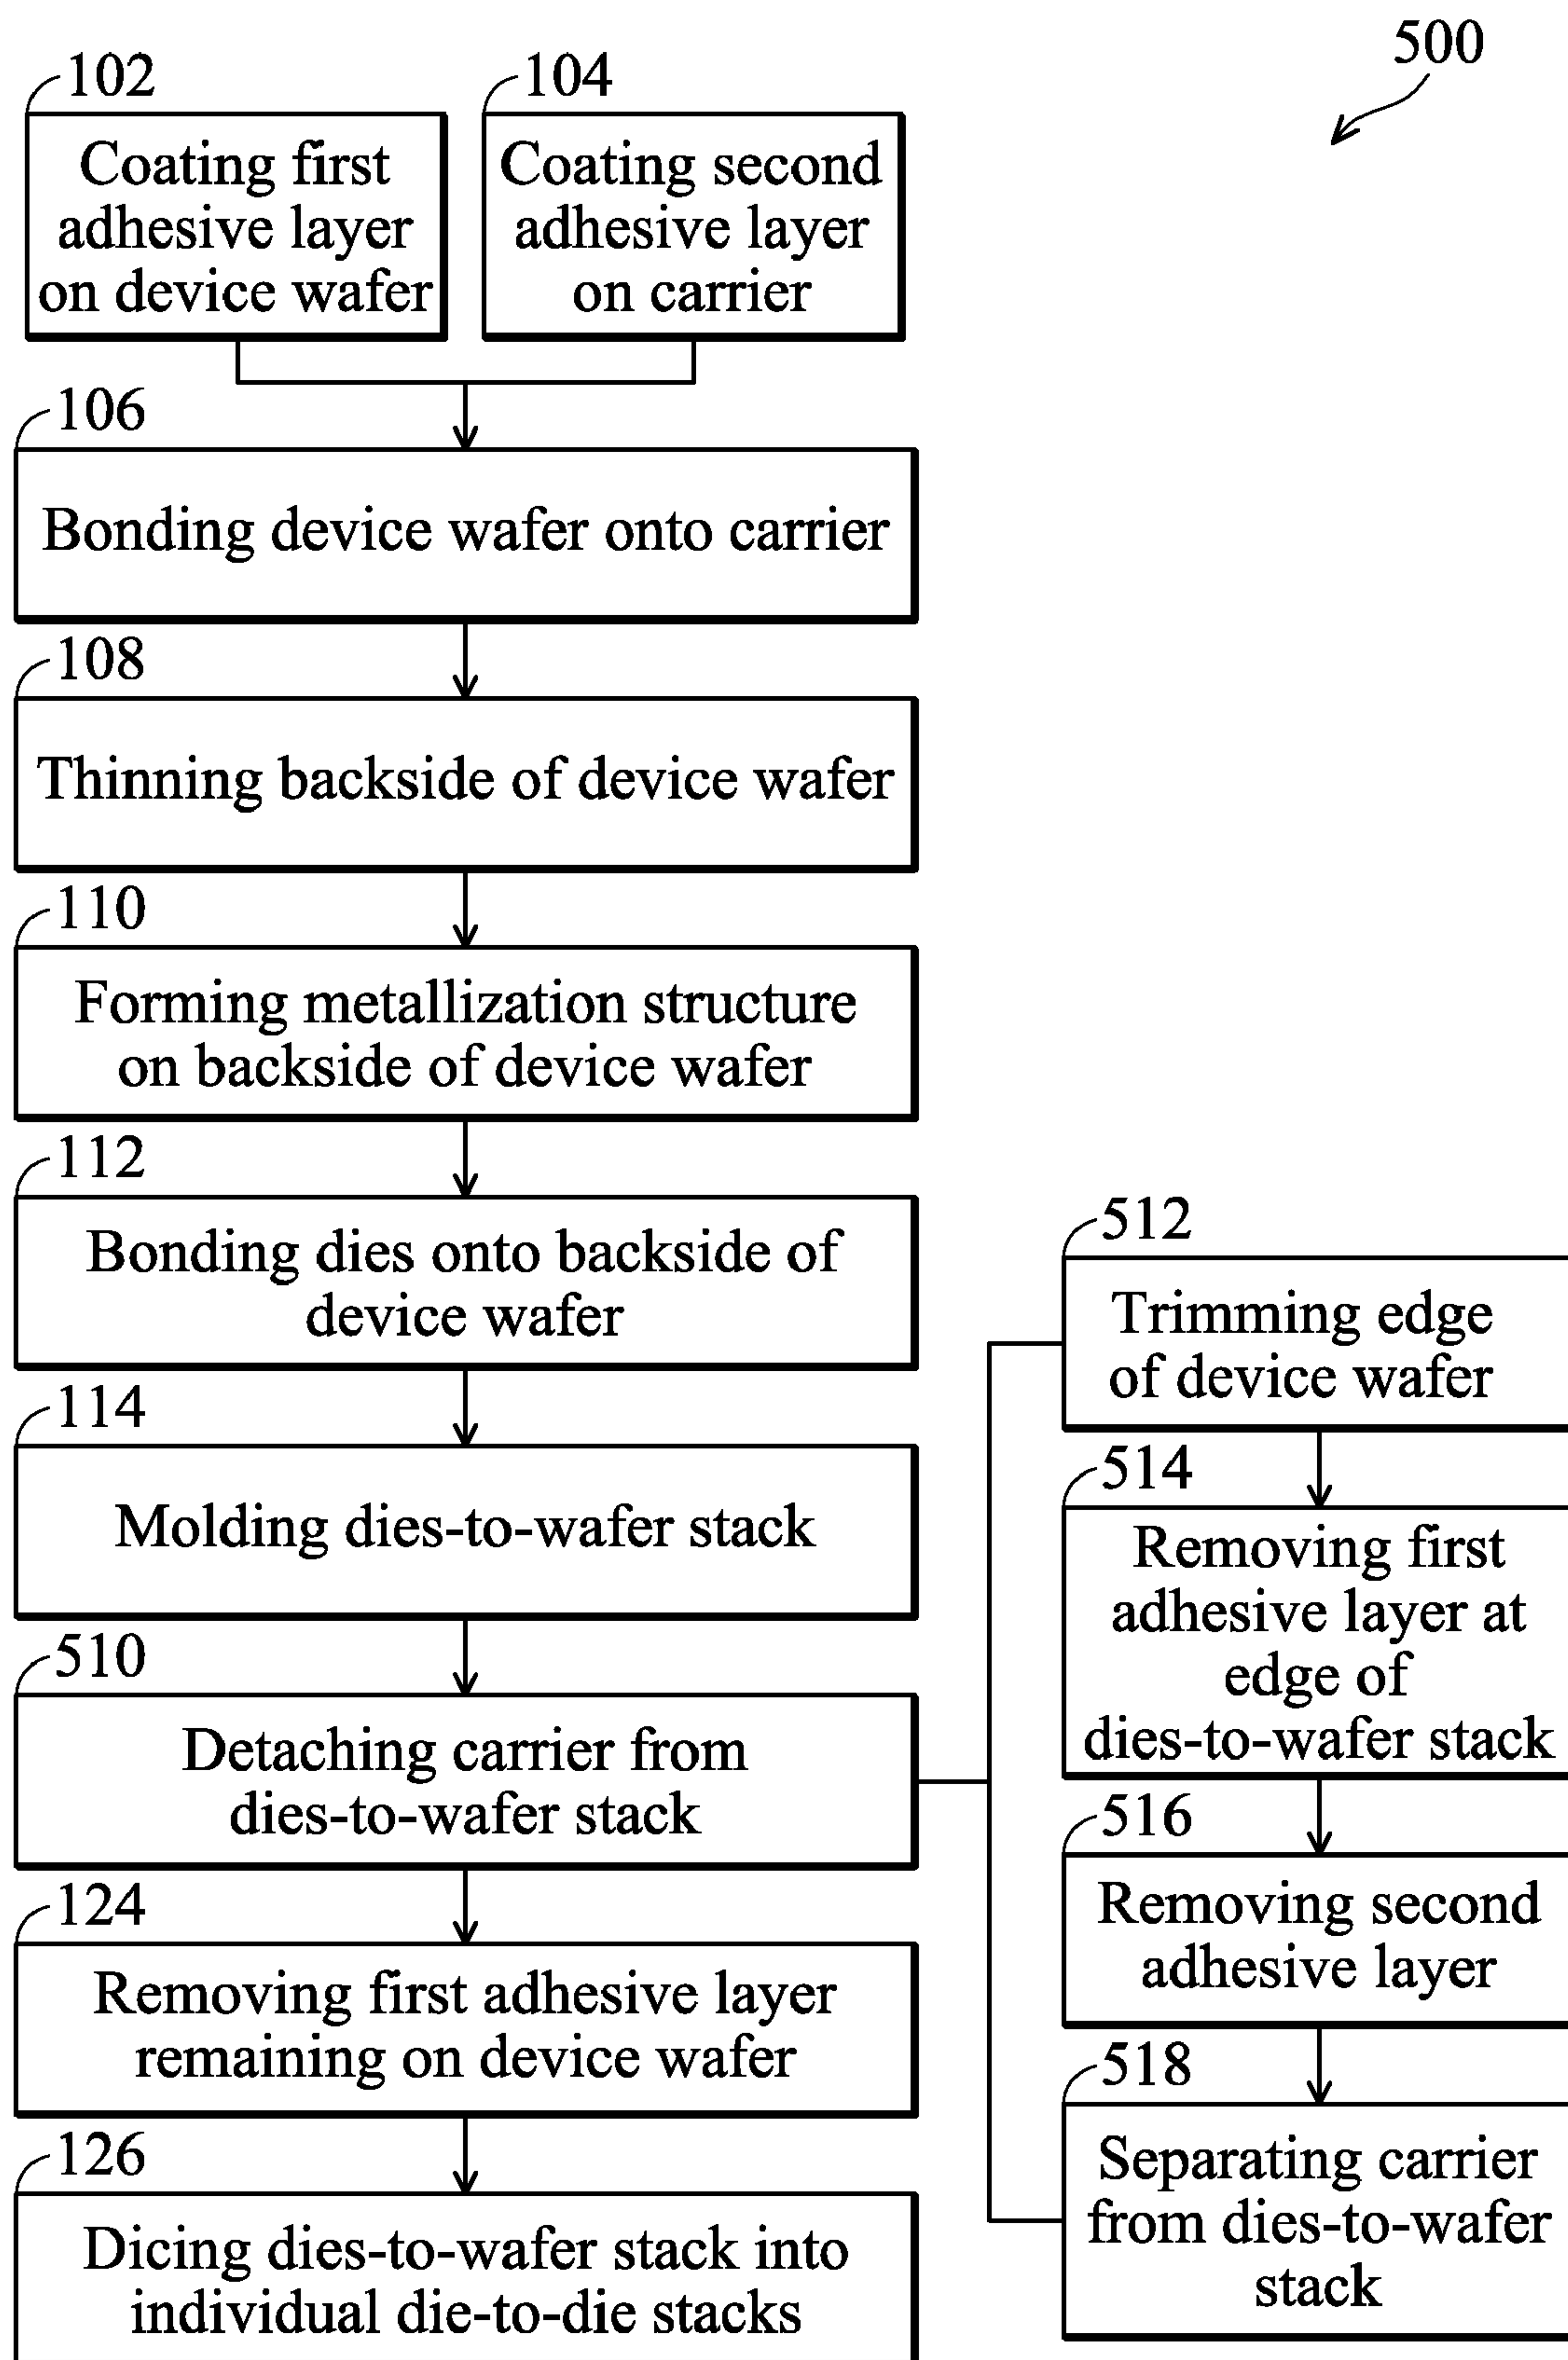 500
102
Coating first
adhesive layer
on device wafer
104
Coating second
adhesive layer
on carrier
106
Bonding device wafer onto carrier
108
Thinning backside of device wafer
110
Forming metallization structure
on backside of device wafer
112
Bonding dies onto backside of
device wafer
114
Molding dies-to-wafer stack
510
Detaching carrier from
dies-to-wafer stack
124
Removing first adhesive layer
remaining on device wafer
126
Dicing dies-to-wafer stack into
individual die-to-die stacks
512
Trimming edge
of device wafer
514
Removing first
adhesive layer at
edge of
dies-to-wafer stack
516
Removing second
adhesive layer
518
Separating carrier
from dies-to-wafer
stack